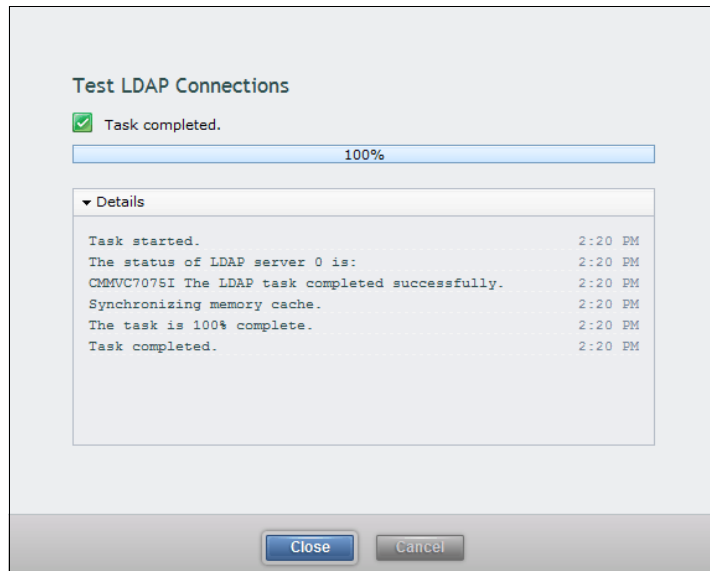 Test LDAP Connections
Task completed.
100%
Details
Task started. 2:20 PM
The status of LDAP server 0 is: 2:20 PM
CMMVC7075I The LDAP task completed successfully. 2:20 PM
Synchronizing memory cache. 2:20 PM
The task is 100% complete. 2:20 PM
Task completed. 2:20 PM
Close Cancel